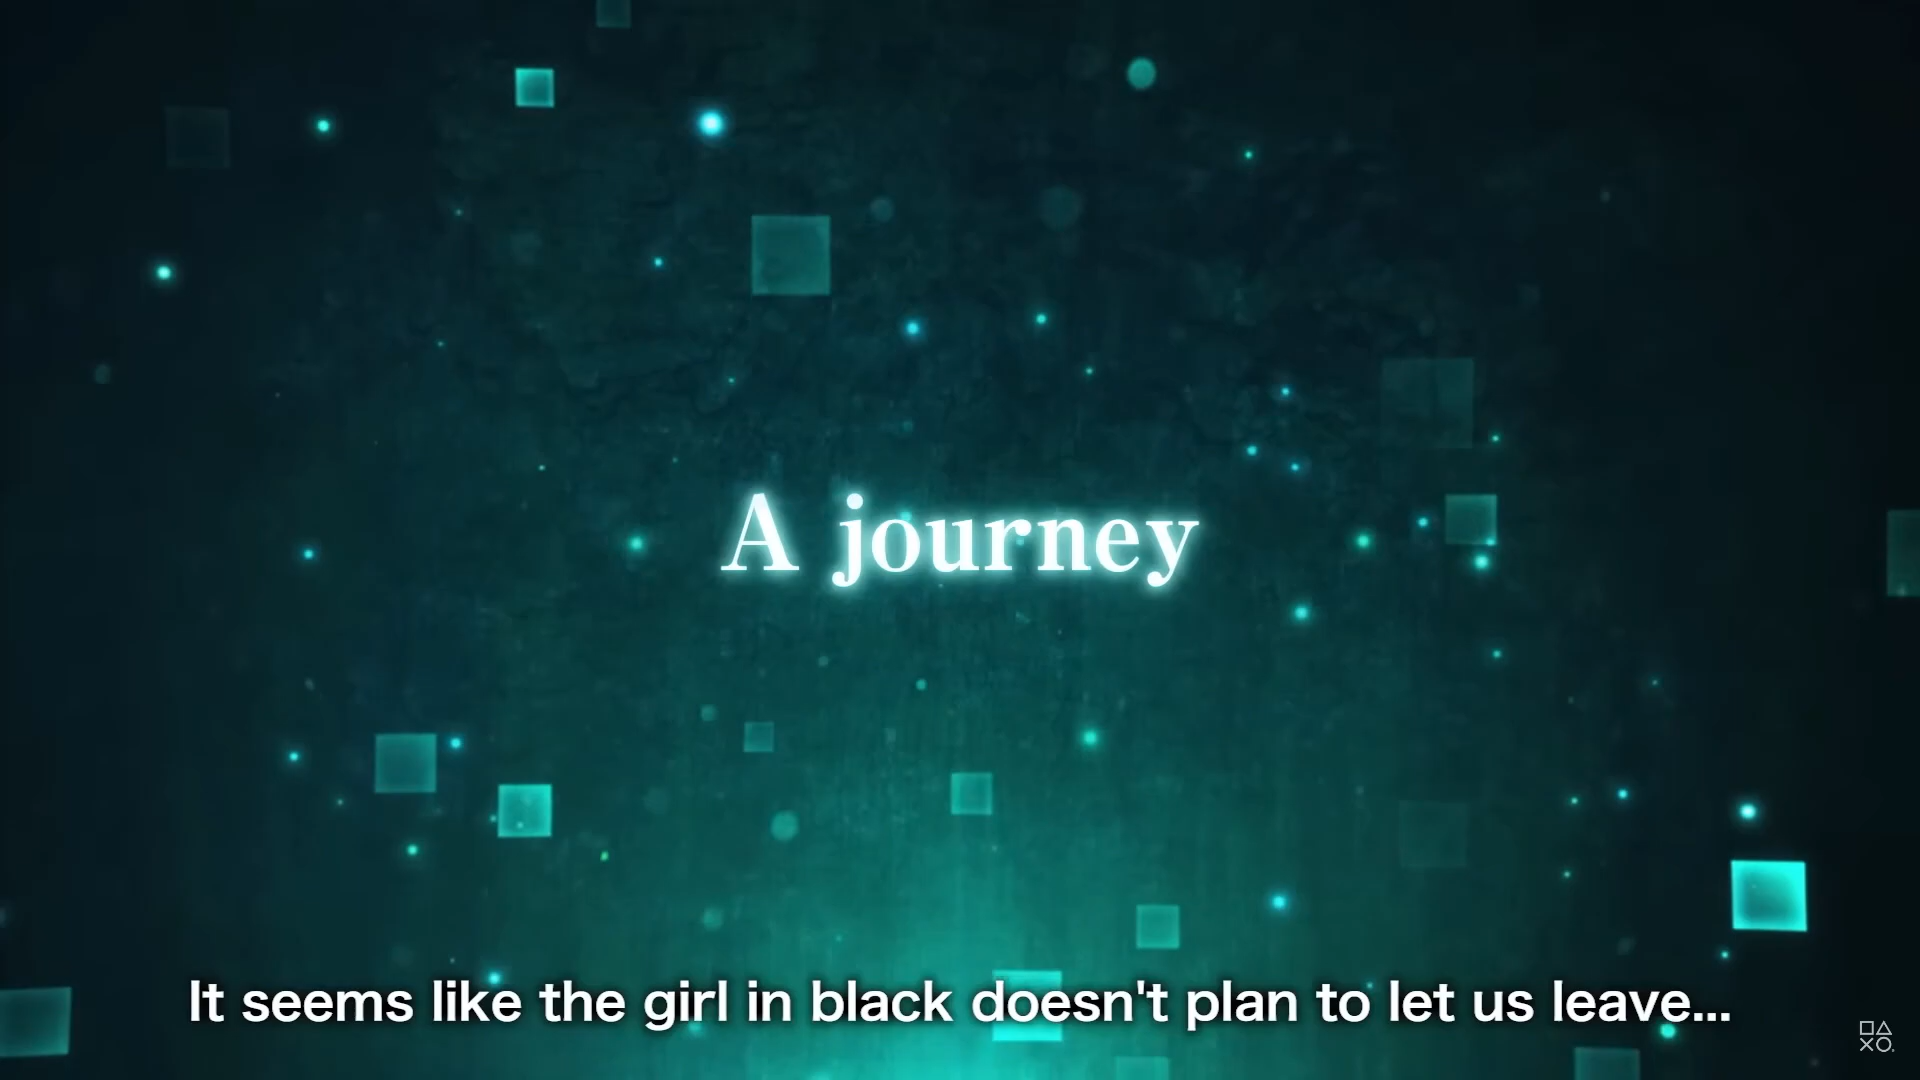 A journey
It seems like the girl in black doesn't plan to let us leave...